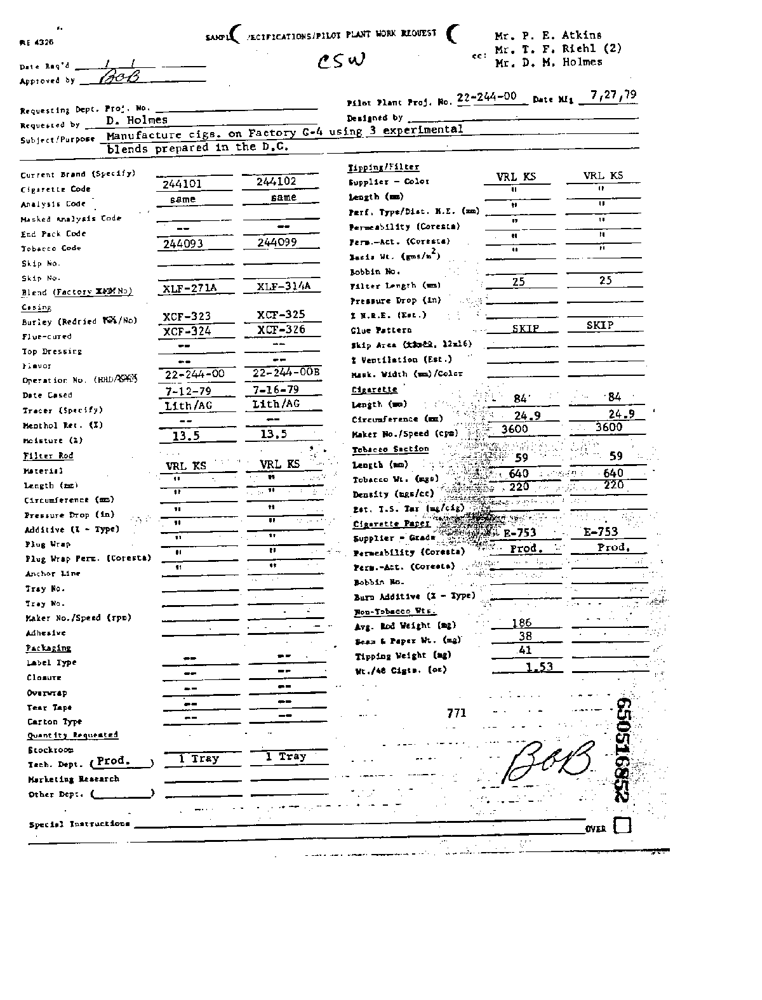 RE 4326
SAMPL( /ECIFICATIONS/PILOT PLANT WORK REQUEST (
CSW
Mr. P. E. Atkins
cc: Mr. T. F. Riehl (2)
Mr. D. M. Holmes
Date Req'd / /
Approved by BOB
Requesting Dept. Proj. No.
Pilot Plant Proj. No. 22-244-00 Date Mfg 7,27,79
Requested by D. Holmes
Designed by
Subject/Purpose Manufacture cigs. on Factory G-4 using 3 experimental
blends prepared in the D.C.
Current Brand (Specify)
Cigarette Code 244101 244102
Analysis Code same same
Masked Analysis Code
End Pack Code -- --
Tobacco Code 244093 244099
Skip No.
Skip No.
Blend (Factory No) XLF-271A XLF-314A
Casing
Burley (Redried /No) XCF-323 XCF-325
Flue-cured XCF-324 XCF-326
Top Dressing -- --
Flavor -- --
Operation No. (RHD/ 22-244-00 22-244-00B
Date Cased 7-12-79 7-16-79
Tracer (Specify) Lith/AG Lith/AG
Menthol Ret. (%) -- --
Moisture (%) 13.5 13.5
Filter Rod
Material VRL KS VRL KS
Length (mm) " "
Circumference (mm) " "
Pressure Drop (in) " "
Additive (% - Type) " "
Plug Wrap " "
Plug Wrap Perm. (Coresta) " "
Anchor Line
Tray No.
Tray No.
Maker No./Speed (rpm)
Adhesive
Packaging
Label Type -- --
Closure -- --
Overwrap -- --
Tear Tape -- --
Carton Type -- --
Quantity Requested
Stockroom
Tech. Dept. (Prod. ) 1 Tray 1 Tray
Marketing Research
Other Dept. ( )
Tipping/Filter
Supplier - Color VRL KS VRL KS
Length (mm) " "
Perf. Type/Dist. M.E. (mm) " "
Permeability (Coresta) " "
Perm.-Act. (Coresta) " "
Basis Wt. (gms/m2) " "
Bobbin No.
Filter Length (mm) 25 25
Pressure Drop (in)
% N.R.E. (Est.)
Glue Pattern SKIP SKIP
Skip Area ( , 12x16)
% Ventilation (Est.)
Mask. Width (mm)/Color
Cigarette
Length (mm) 84 84
Circumference (mm) 24.9 24.9
Maker No./Speed (cpm) 3600 3600
Tobacco Section
Length (mm) 59 59
Tobacco Wt. (mgs) 640 640
Density (mgs/cc) 220 220
Est. T.S. Tar (mg/cig)
Cigarette Paper
Supplier - Grade E-753 E-753
Permeability (Coresta) Prod. Prod.
Perm.-Act. (Coresta)
Bobbin No.
Burn Additive (% - Type)
Non-Tobacco Wts.
Avg. Rod Weight (mg) 186
Seam & Paper Wt. (mg) 38
Tipping Weight (mg) 41
Wt./48 Cigts. (oz) 1.53
771
BOB
650516852
Special Instructions
OVER